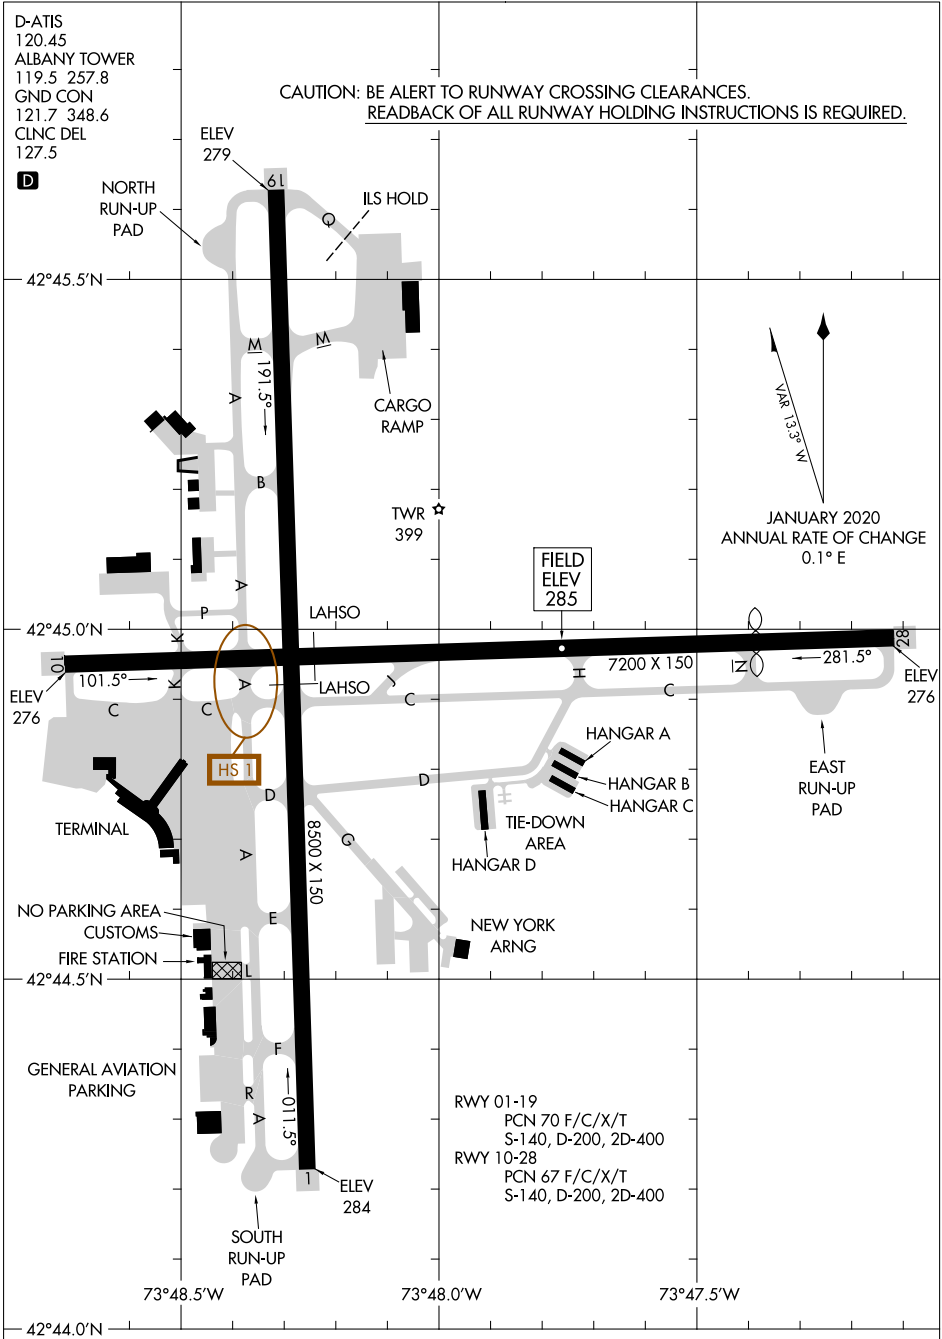 D-ATIS
120.45
ALBANY TOWER
119.5 257.8
GND CON
121.7 348.6
CLNC DEL
127.5
D
CAUTION: BE ALERT TO RUNWAY CROSSING CLEARANCES.
READBACK OF ALL RUNWAY HOLDING INSTRUCTIONS IS REQUIRED.
ELEV
279
19
NORTH
RUN-UP
PAD
ILS HOLD
Q
42°45.5'N
M
M
191.5°
A
CARGO
RAMP
VAR 13.3° W
JANUARY 2020
ANNUAL RATE OF CHANGE
0.1° E
B
TWR
399
FIELD
ELEV
285
A
P
LAHSO
K
42°45.0'N
10
28
7200 X 150
N
281.5°
H
101.5°
K
A
LAHSO
J
C
C
C
C
ELEV
276
ELEV
276
HS 1
HANGAR A
HANGAR B
HANGAR C
EAST
RUN-UP
PAD
D
D
TERMINAL
8500 X 150
G
TIE-DOWN
AREA
A
HANGAR D
NO PARKING AREA
CUSTOMS
FIRE STATION
E
NEW YORK
ARNG
L
42°44.5'N
F
GENERAL AVIATION
PARKING
R
A
011.5°
RWY 01-19
PCN 70 F/C/X/T
S-140, D-200, 2D-400
RWY 10-28
PCN 67 F/C/X/T
S-140, D-200, 2D-400
1
ELEV
284
SOUTH
RUN-UP
PAD
73°48.5'W
73°48.0'W
73°47.5'W
42°44.0'N